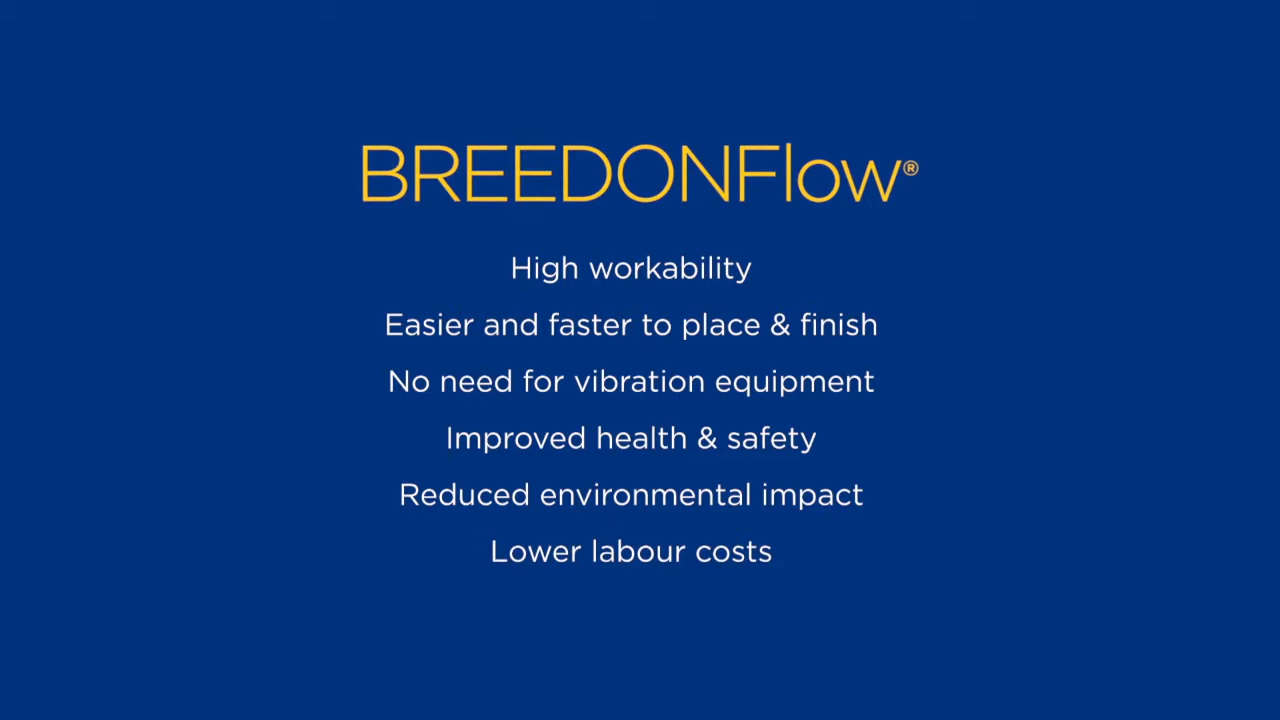 BREEDONFlow®
High workability
Easier and faster to place & finish
No need for vibration equipment
Improved health & safety
Reduced environmental impact
Lower labour costs